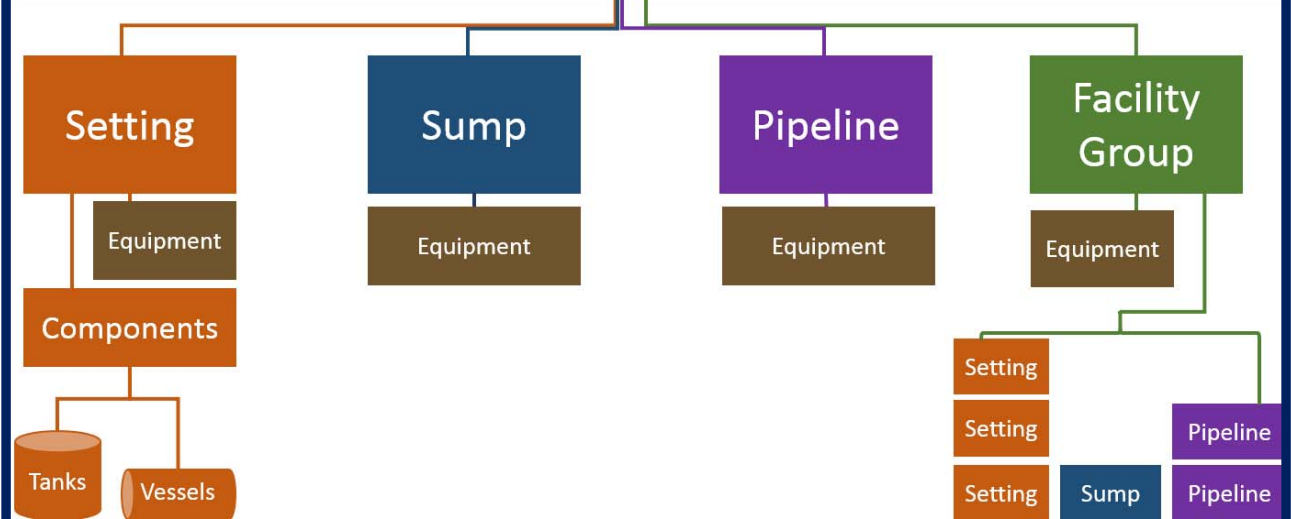 Setting
Sump
Pipeline
Facility
Group
Equipment
Equipment
Equipment
Equipment
Components
Tanks
Vessels
Setting
Setting
Setting
Sump
Pipeline
Pipeline